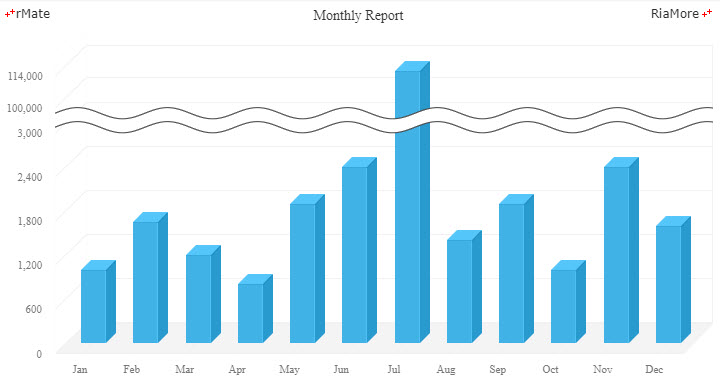 rMate
Monthly Report
RiaMore
114,000
100,000
3,000
2,400
1,800
1,200
600
0
Jan Feb Mar Apr May Jun Jul Aug Sep Oct Nov Dec